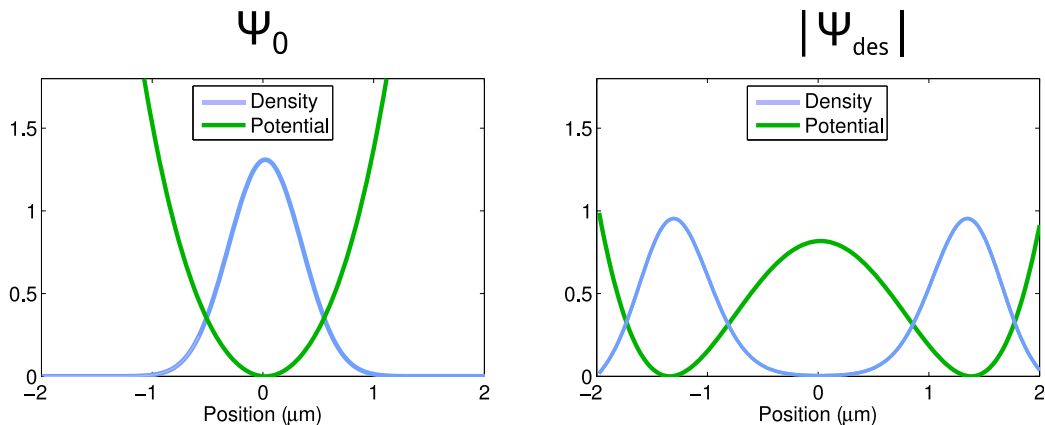 Ψ₀
Density
Potential
1.5
1
0.5
0
−2
−1
0
1
2
Position (μm)
|Ψdes|
Density
Potential
1.5
1
0.5
0
−2
−1
0
1
2
Position (μm)